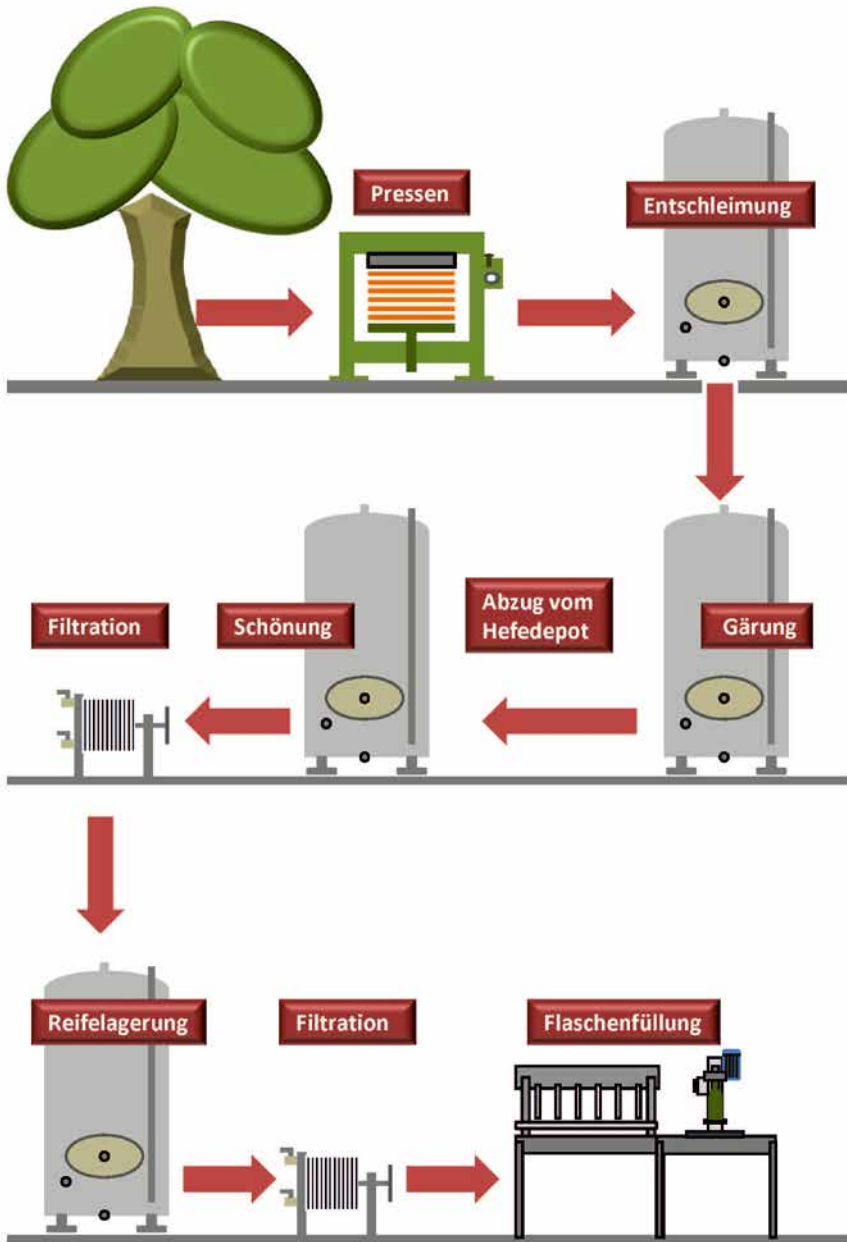 Pressen
Entschleimung
Gärung
Abzug vom
Hefedepot
Schönung
Filtration
Reifelagerung
Filtration
Flaschenfüllung